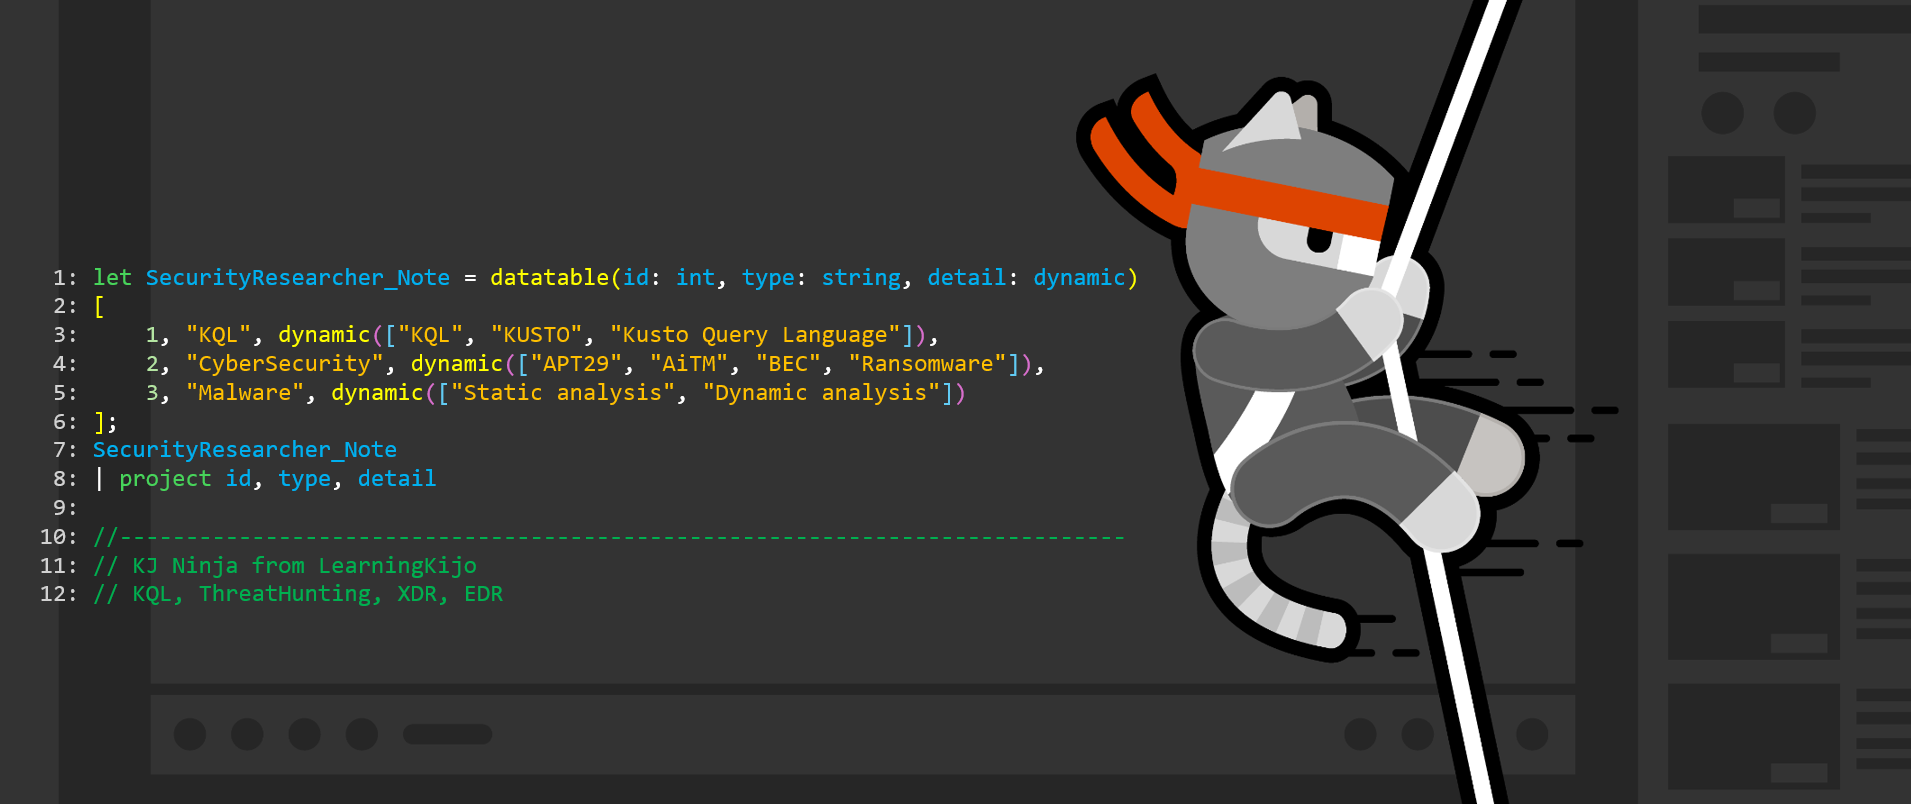 1: let SecurityResearcher_Note = datatable(id: int, type: string, detail: dynamic)
2: [
3:     1, "KQL", dynamic(["KQL", "KUSTO", "Kusto Query Language"]),
4:     2, "CyberSecurity", dynamic(["APT29", "AiTM", "BEC", "Ransomware"]),
5:     3, "Malware", dynamic(["Static analysis", "Dynamic analysis"])
6: ];
7: SecurityResearcher_Note
8: | project id, type, detail
9:
10: //----------------------------------------------------------------------------
11: // KJ Ninja from LearningKijo
12: // KQL, ThreatHunting, XDR, EDR